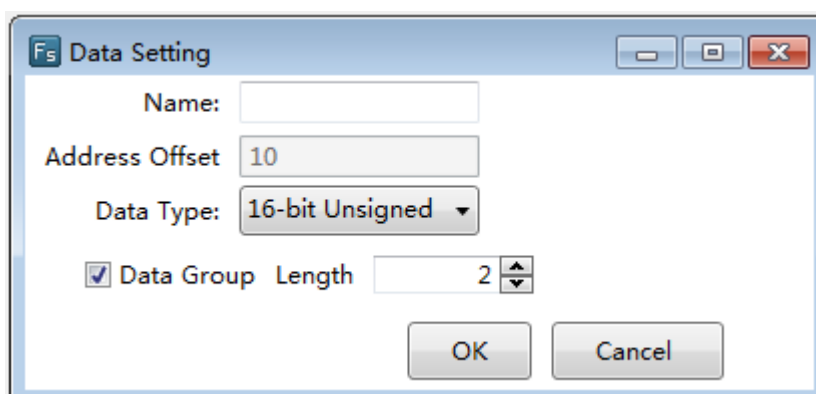 Fs Data Setting
Name:
Address Offset 10
Data Type: 16-bit Unsigned
Data Group Length 2
OK Cancel